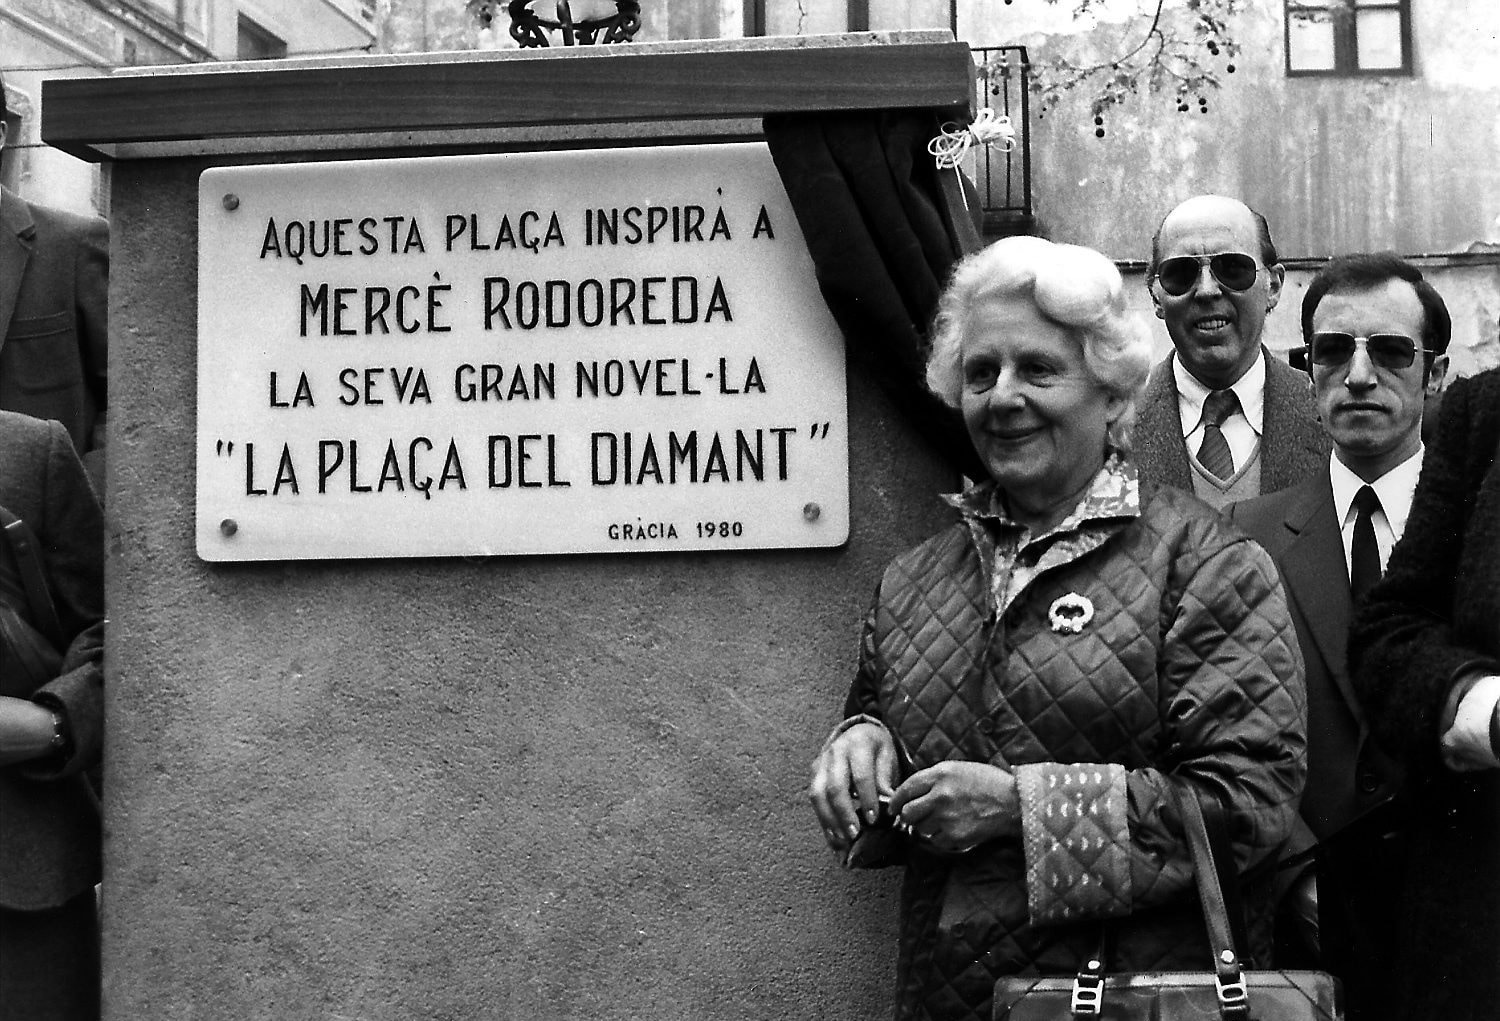 AQUESTA PLAÇA INSPIRÀ A
MERCÈ RODOREDA
LA SEVA GRAN NOVEL·LA
"LA PLAÇA DEL DIAMANT"
GRÀCIA 1980